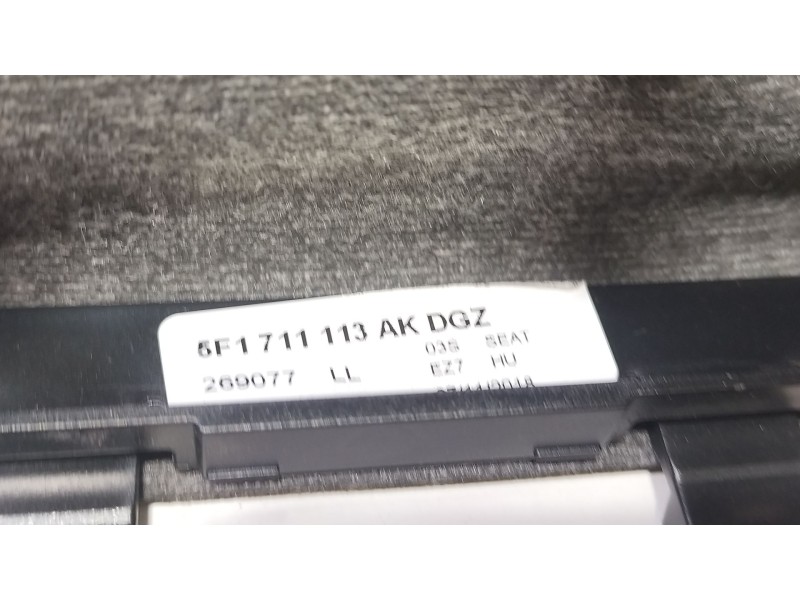 5F1 711 113 AK DGZ
03S SEAT
269077 LL EZ7 HU